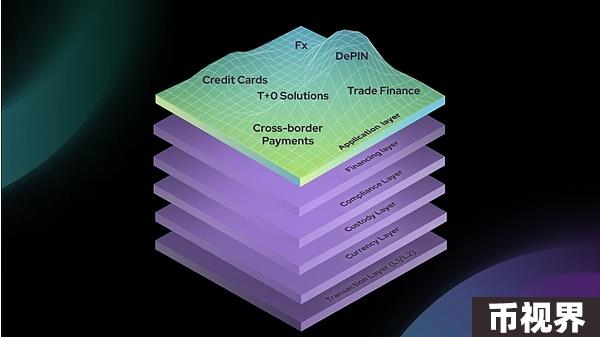 Fx
DePIN
Credit Cards
T+0 Solutions
Trade Finance
Cross-border
Payments
Application layer
Financing layer
Compliance Layer
Custody Layer
Currency Layer
Transaction Layer (L1/L2)
币视界